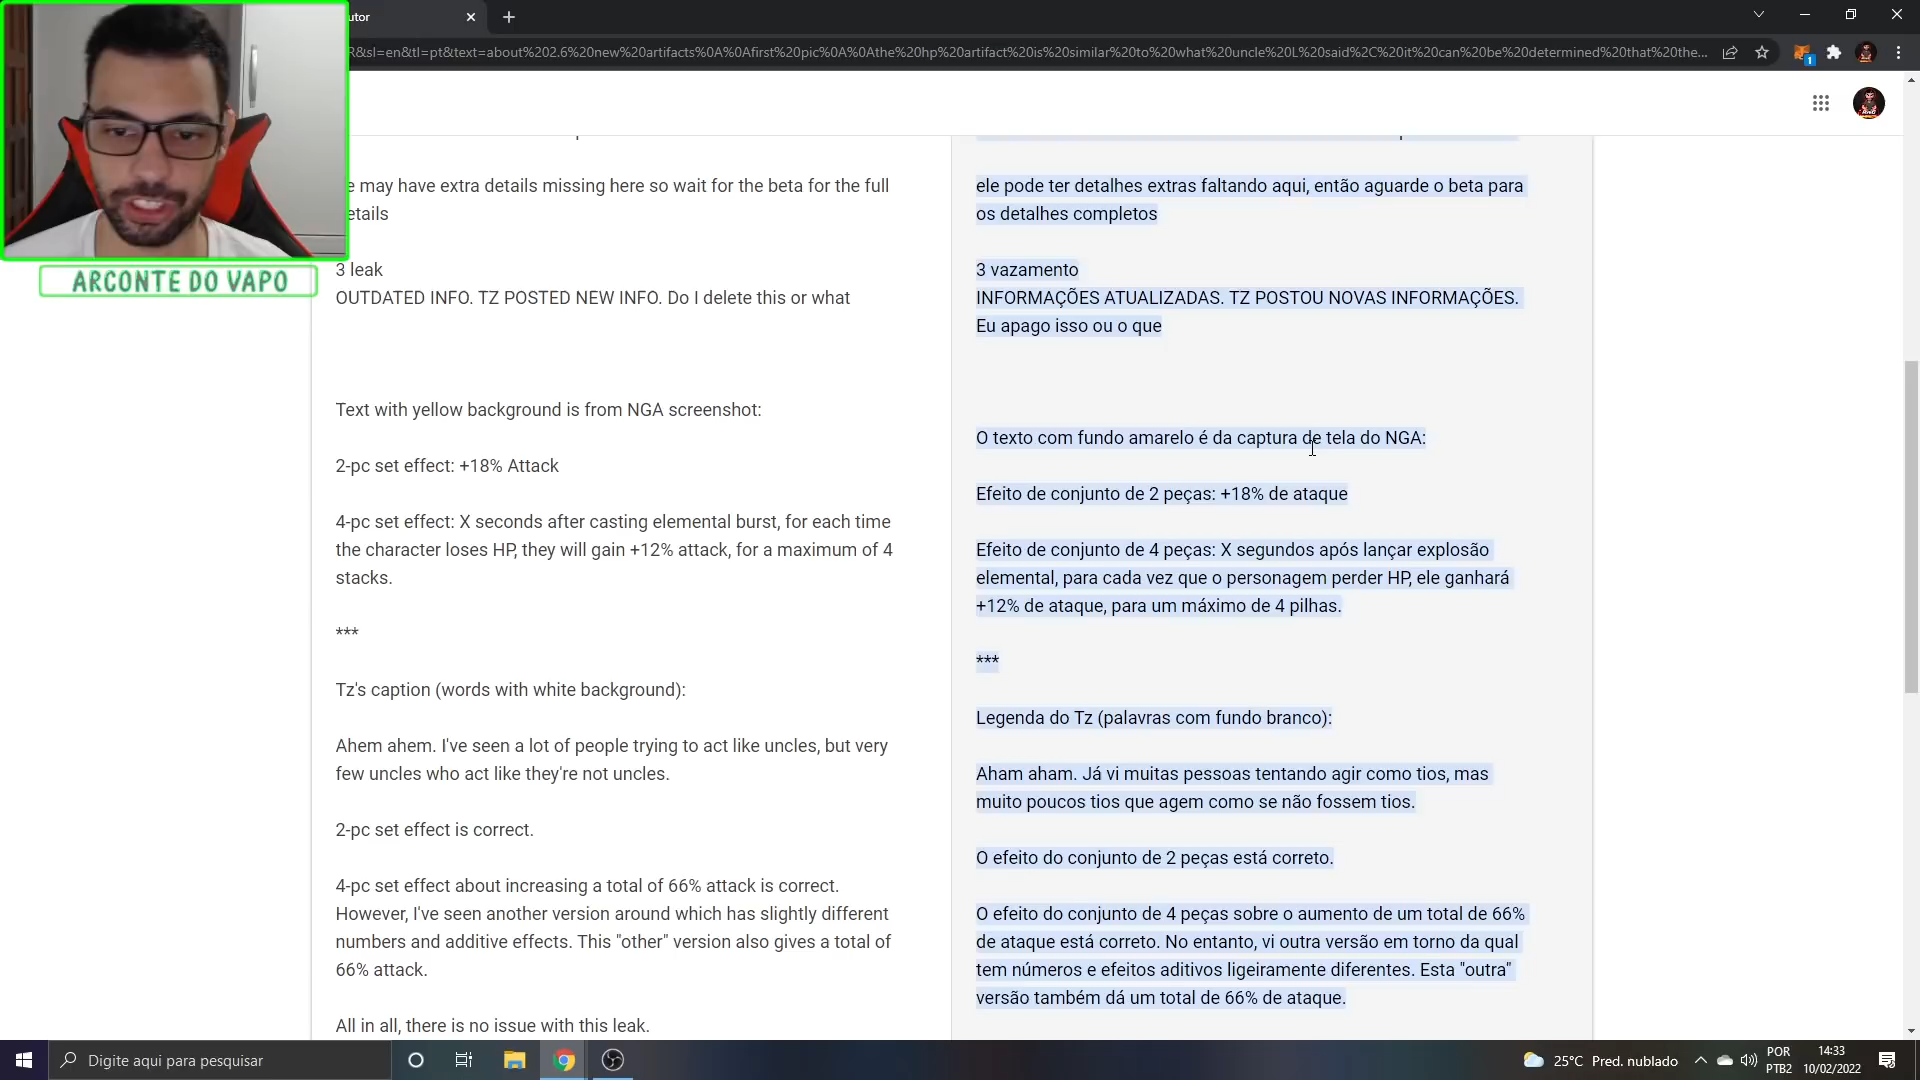 utor
R&sl=en&tl=pt&text=about%202.6%20new%20artifacts%0A%0Afirst%20pic%0A%0Athe%20hp%20artifact%20is%20similar%20to%20what%20uncle%20L%20said%2C%20it%20can%20be%20determined%20that%20the...
1
ARCONTE DO VAPO
may have extra details missing here so wait for the beta for the full
etails
3 leak
OUTDATED INFO. TZ POSTED NEW INFO. Do I delete this or what
Text with yellow background is from NGA screenshot:
2-pc set effect: +18% Attack
4-pc set effect: X seconds after casting elemental burst, for each time
the character loses HP, they will gain +12% attack, for a maximum of 4
stacks.
***
Tz's caption (words with white background):
Ahem ahem. I've seen a lot of people trying to act like uncles, but very
few uncles who act like they're not uncles.
2-pc set effect is correct.
4-pc set effect about increasing a total of 66% attack is correct.
However, I've seen another version around which has slightly different
numbers and additive effects. This "other" version also gives a total of
66% attack.
All in all, there is no issue with this leak.
ele pode ter detalhes extras faltando aqui, então aguarde o beta para
os detalhes completos
3 vazamento
INFORMAÇÕES ATUALIZADAS. TZ POSTOU NOVAS INFORMAÇÕES.
Eu apago isso ou o que
O texto com fundo amarelo é da captura de tela do NGA:
Efeito de conjunto de 2 peças: +18% de ataque
Efeito de conjunto de 4 peças: X segundos após lançar explosão
elemental, para cada vez que o personagem perder HP, ele ganhará
+12% de ataque, para um máximo de 4 pilhas.
***
Legenda do Tz (palavras com fundo branco):
Aham aham. Já vi muitas pessoas tentando agir como tios, mas
muito poucos tios que agem como se não fossem tios.
O efeito do conjunto de 2 peças está correto.
O efeito do conjunto de 4 peças sobre o aumento de um total de 66%
de ataque está correto. No entanto, vi outra versão em torno da qual
tem números e efeitos aditivos ligeiramente diferentes. Esta "outra"
versão também dá um total de 66% de ataque.
Digite aqui para pesquisar
25°C Pred. nublado
POR
PTB2
14:33
10/02/2022